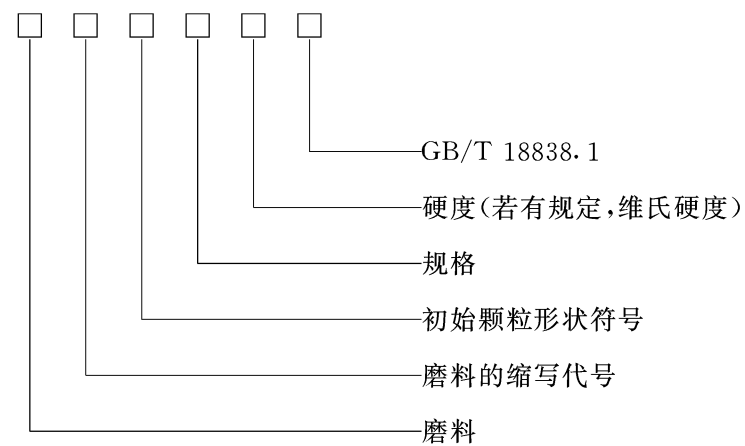 GB/T 18838.1
硬度(若有规定,维氏硬度)
规格
初始颗粒形状符号
磨料的缩写代号
磨料